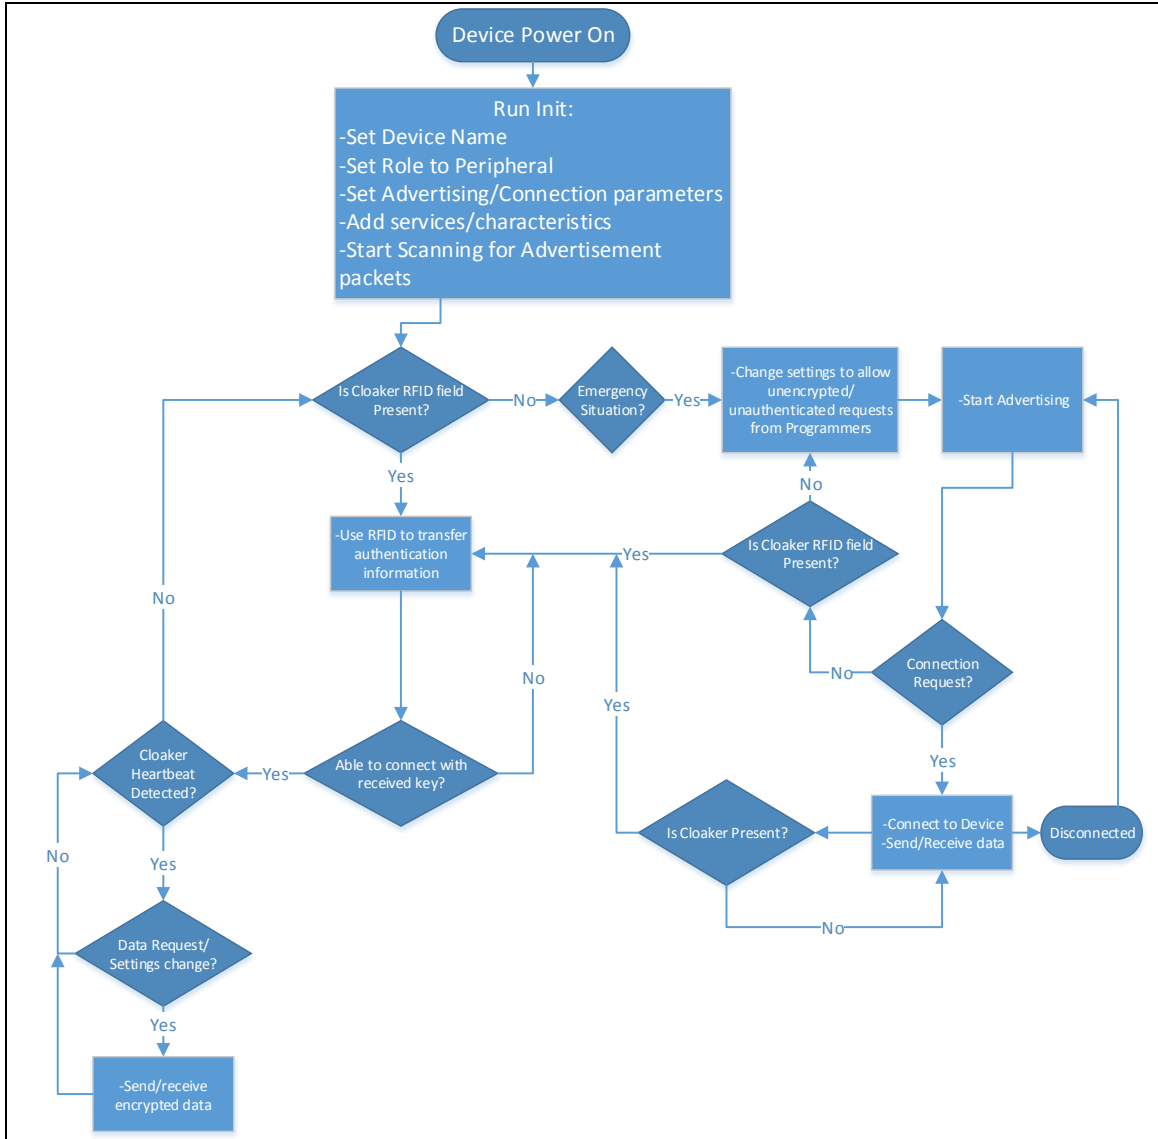 Device Power On
Run Init:
-Set Device Name
-Set Role to Peripheral
-Set Advertising/Connection parameters
-Add services/characteristics
-Start Scanning for Advertisement
packets
Is Cloaker RFID field
Present?
No
Emergency
Situation?
Yes
-Change settings to allow
unencrypted/
unauthenticated requests
from Programmers
-Start Advertising
Yes
No
-Use RFID to transfer
authentication
information
Yes
Is Cloaker RFID field
Present?
No
No
Yes
No
Connection
Request?
Cloaker
Heartbeat
Detected?
Yes
Able to connect with
received key?
Yes
Is Cloaker Present?
-Connect to Device
-Send/Receive data
Disconnected
No
Yes
No
Data Request/
Settings change?
Yes
-Send/receive
encrypted data